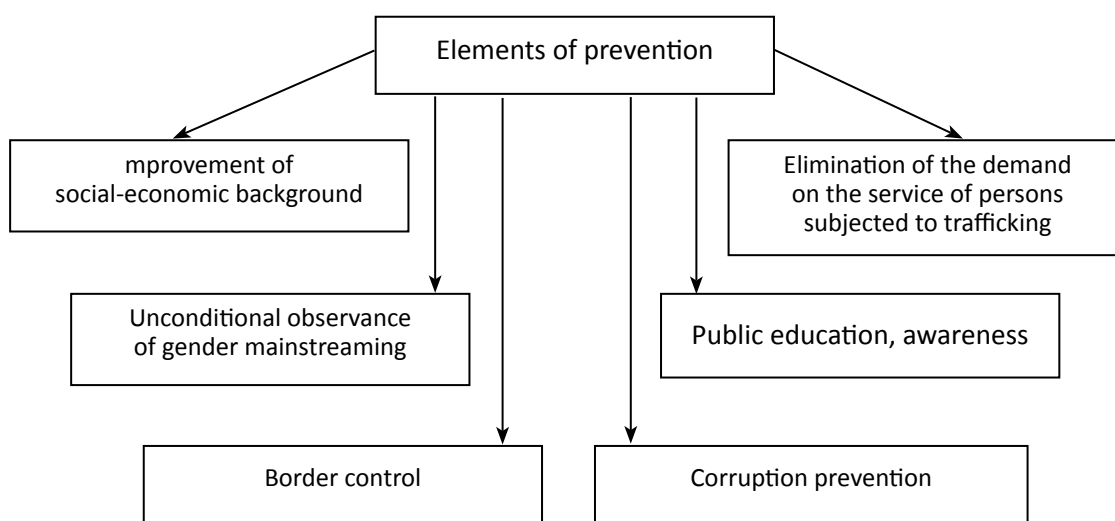 Elements of prevention
mprovement of
social-economic background
Elimination of the demand
on the service of persons
subjected to trafficking
Unconditional observance
of gender mainstreaming
Public education, awareness
Border control
Corruption prevention